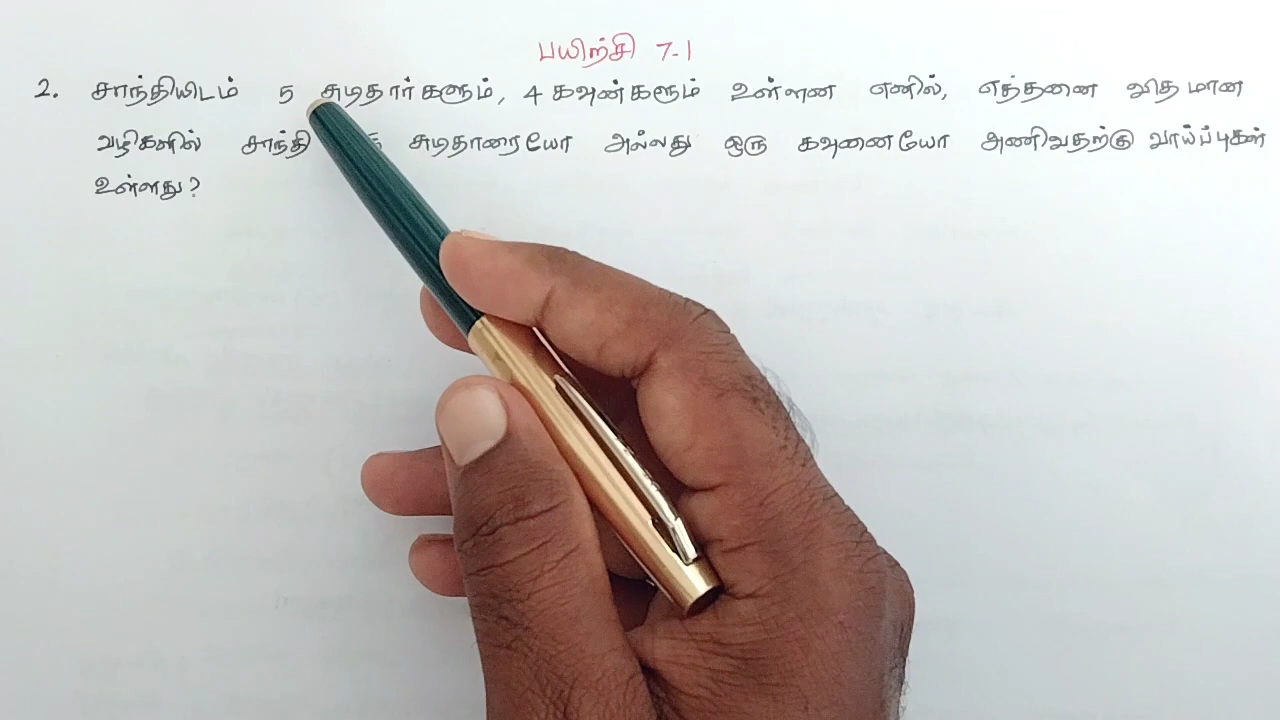 பயிற்சி 7-1
2. சாந்தியிடம் 5 சுடிதார்களும், 4 கவுன்களும் உள்ளன எனில், எத்தனை விதமான
வழிகளில் சாந்தி சுடிதாரையோ அல்லது ஒரு கவுனையோ அணிவதற்கு வாய்ப்புகள்
உள்ளது?